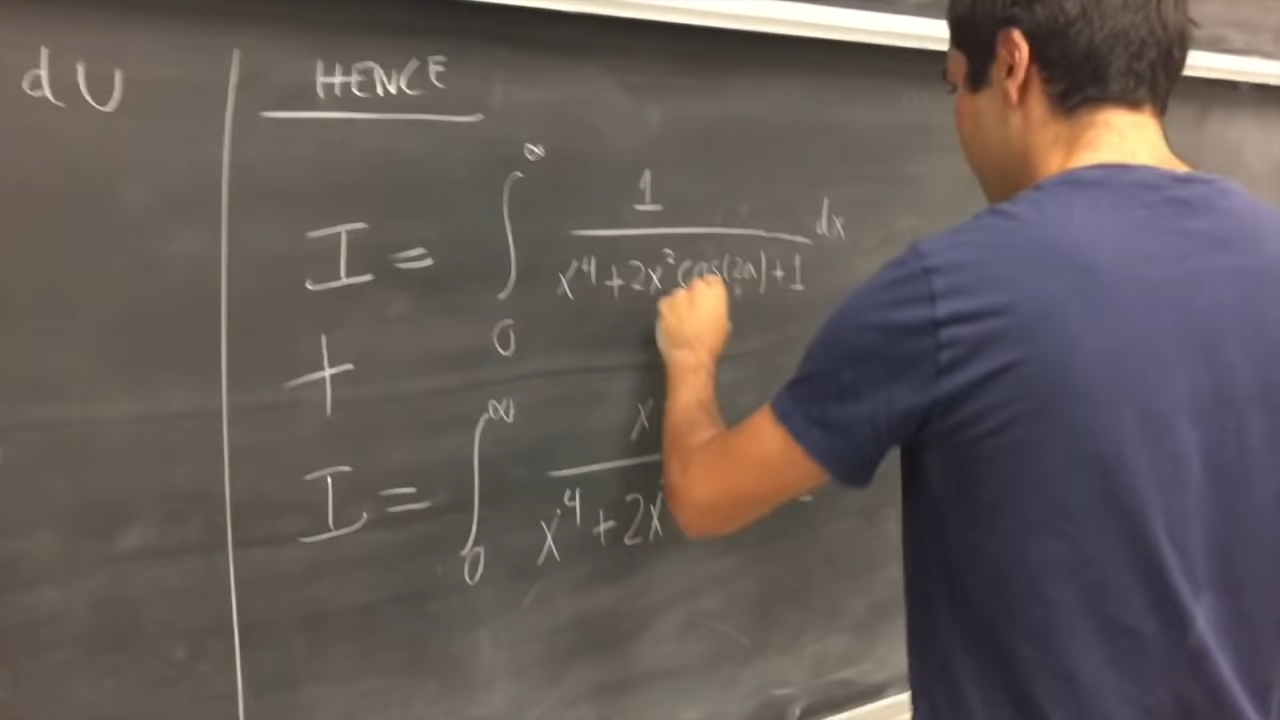 dU
HENCE
I = ∫₀^∞ 1/(x⁴+2x²cos(2a)+1) dx
+
I = ∫₀^∞ x/(x⁴+2x